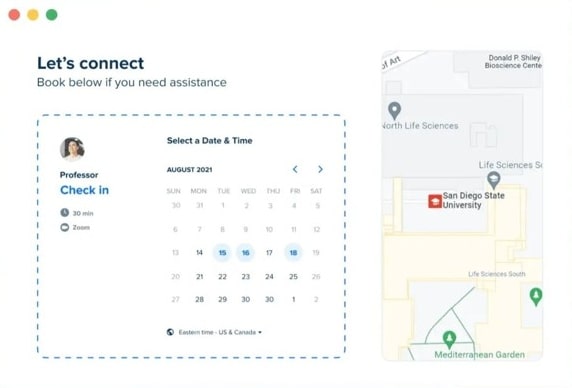 Let's connect
Book below if you need assistance
Professor
Check in
30 min
Zoom
Select a Date & Time
AUGUST 2021
SUN MON TUE WED THU FRI SAT
30 31 1 2 3 4 5
6 7 8 9 10 11 12
13 14 15 16 17 18 19
20 21 22 23 24 25 26
27 28 29 30 30 1 2
Eastern time - US & Canada
of Art
Donald P. Shiley
Bioscience Center
North Life Sciences
Life Sciences S
San Diego State
University
Life Sciences South
Mediterranean Garden